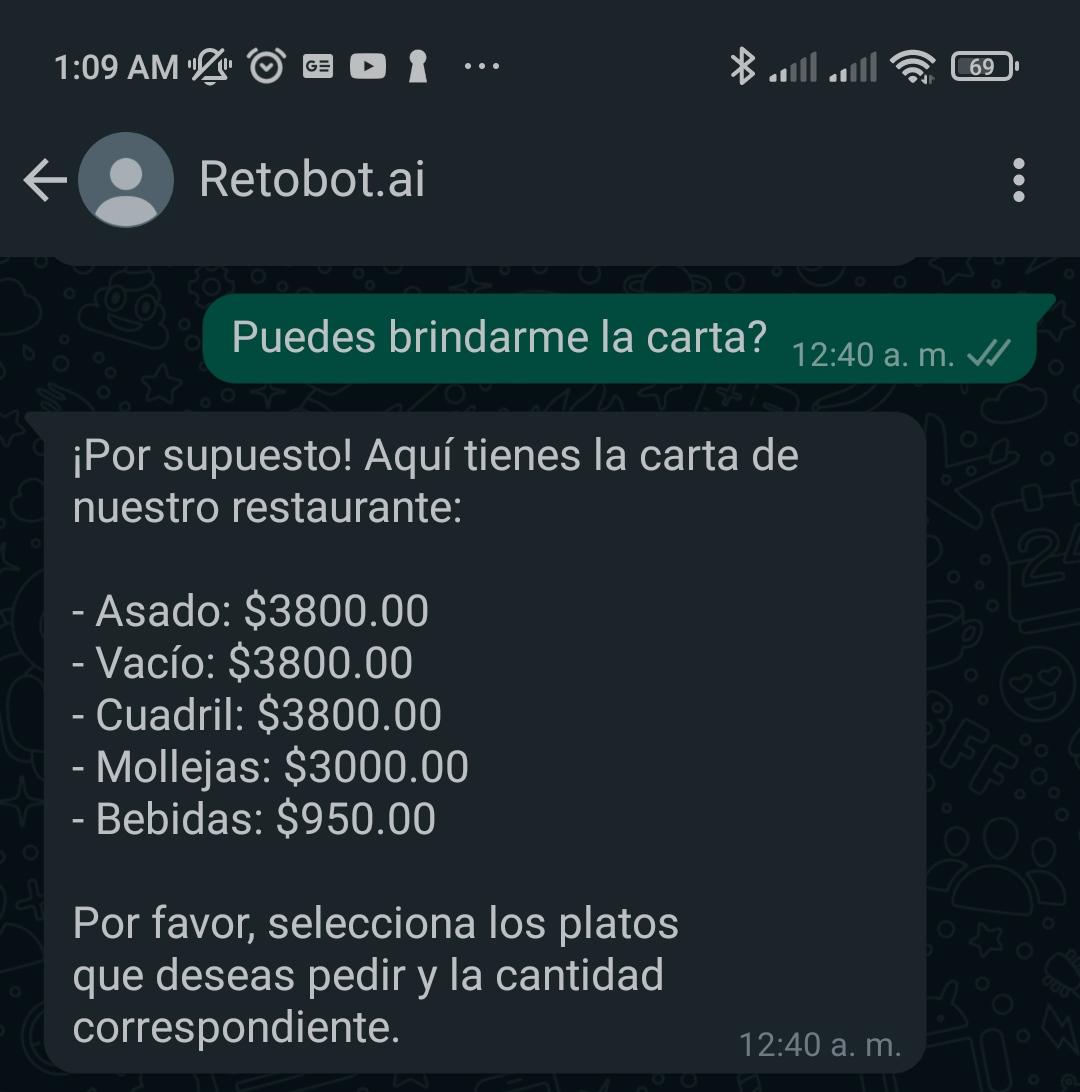 1:09 AM
69
Retobot.ai
Puedes brindarme la carta?
12:40 a. m.
¡Por supuesto! Aquí tienes la carta de
nuestro restaurante:
- Asado: $3800.00
- Vacío: $3800.00
- Cuadril: $3800.00
- Mollejas: $3000.00
- Bebidas: $950.00
Por favor, selecciona los platos
que deseas pedir y la cantidad
correspondiente.
12:40 a. m.